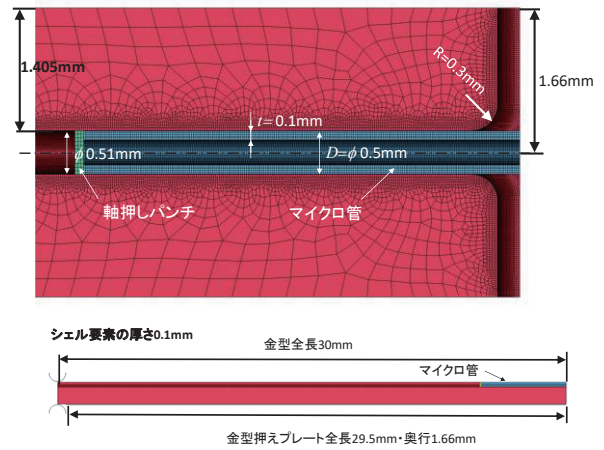 1.405mm
R=0.3mm
1.66mm
t=0.1mm
ϕ0.51mm
D=ϕ0.5mm
軸押しパンチ
マイクロ管
シェル要素の厚さ0.1mm
金型全長30mm
マイクロ管
金型押えプレート全長29.5mm・奥行1.66mm